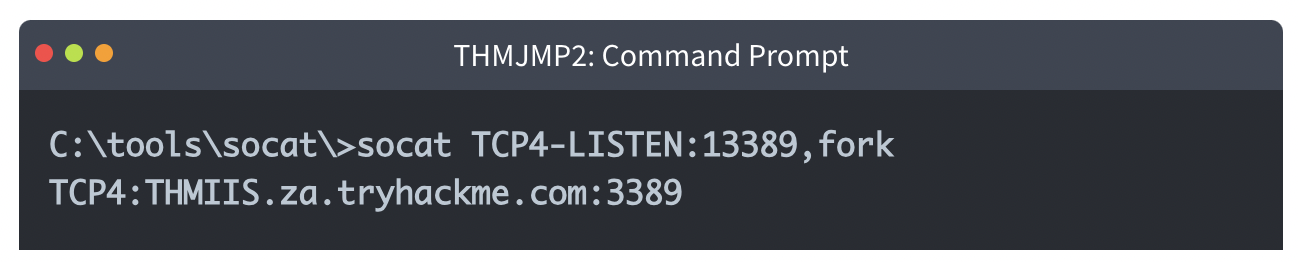 THMJMP2: Command Prompt
C:\tools\socat\>socat TCP4-LISTEN:13389,fork
TCP4:THMIIS.za.tryhackme.com:3389